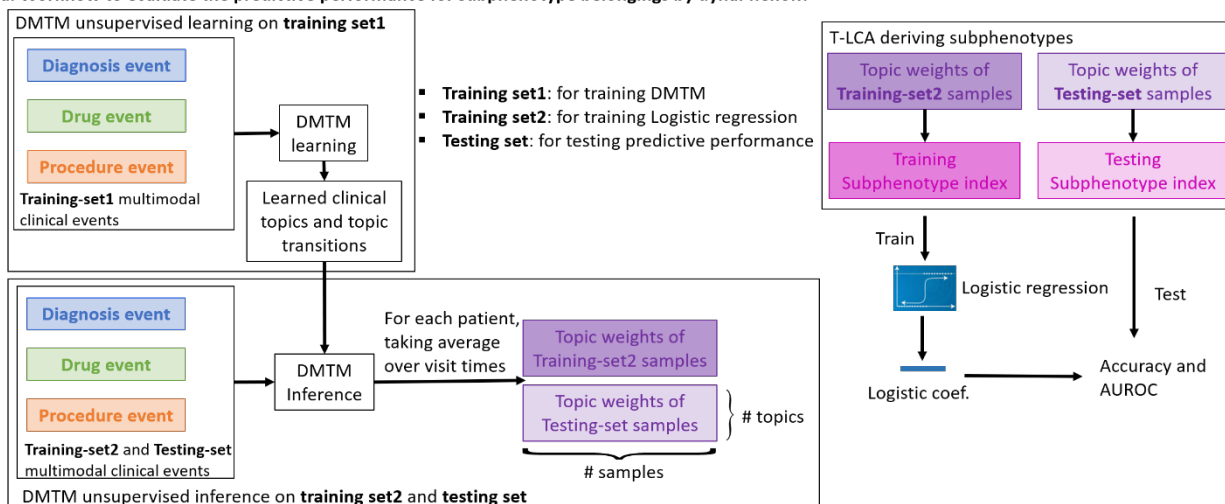 DMTM unsupervised learning on training set1
Diagnosis event
Drug event
Procedure event
Training-set1 multimodal
clinical events
DMTM
learning
Learned clinical
topics and topic
transitions
▪ Training set1: for training DMTM
▪ Training set2: for training Logistic regression
▪ Testing set: for testing predictive performance
Diagnosis event
Drug event
Procedure event
Training-set2 and Testing-set
multimodal clinical events
DMTM
Inference
For each patient,
taking average
over visit times
Topic weights of
Training-set2 samples
Topic weights of
Testing-set samples
# topics
# samples
DMTM unsupervised inference on training set2 and testing set
T-LCA deriving subphenotypes
Topic weights of
Training-set2 samples
Topic weights of
Testing-set samples
Training
Subphenotype index
Testing
Subphenotype index
Train
Logistic regression
Test
Logistic coef.
Accuracy and
AUROC